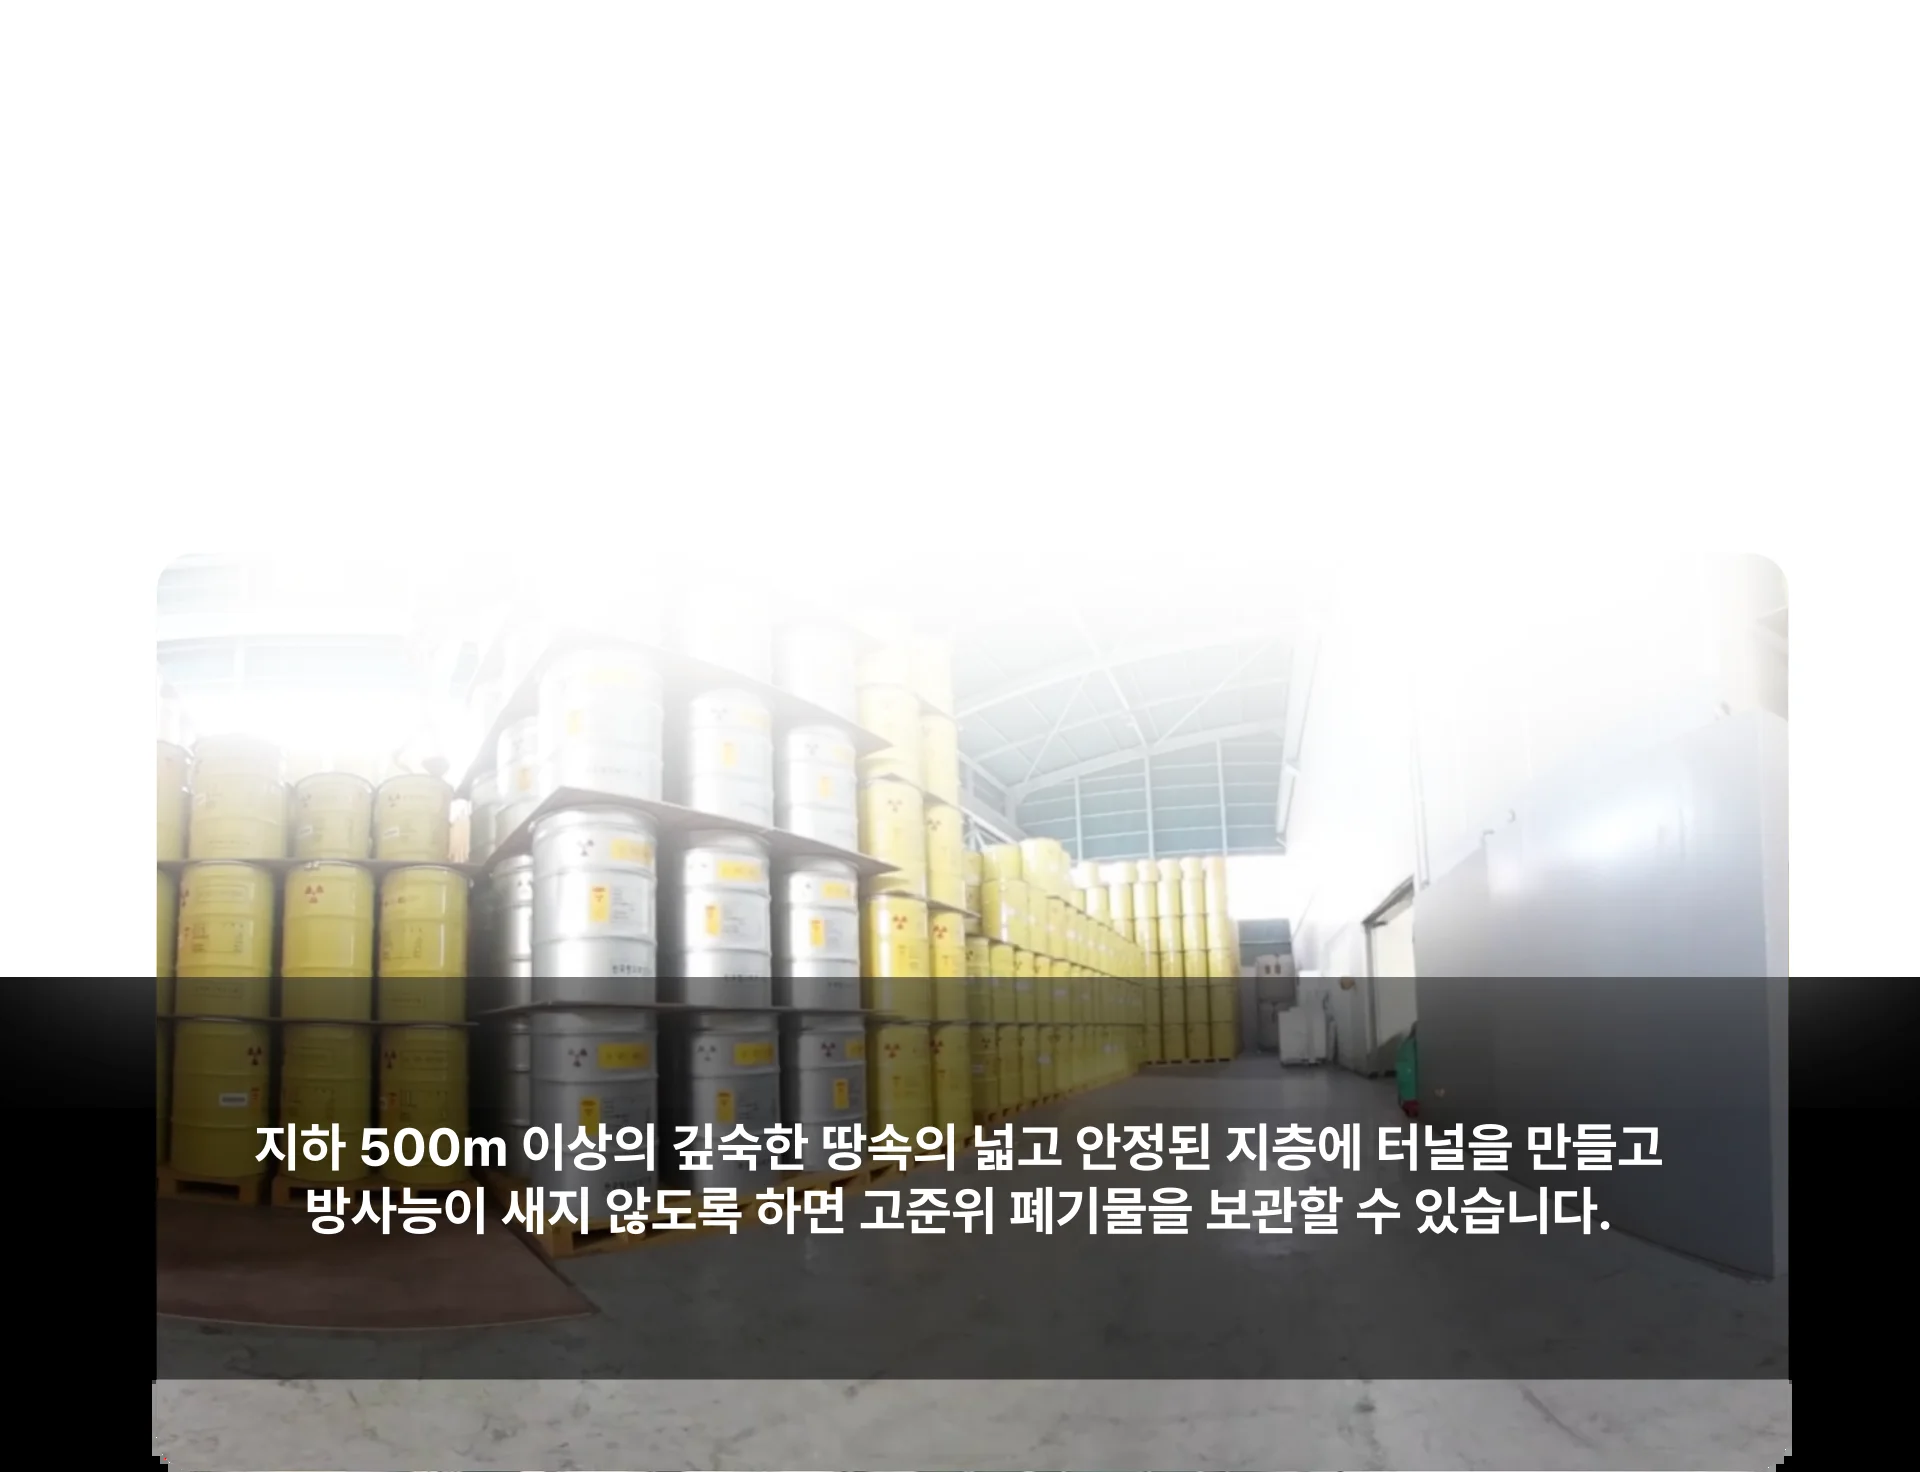 지하 500m 이상의 깊숙한 땅속의 넓고 안정된 지층에 터널을 만들고
방사능이 새지 않도록 하면 고준위 폐기물을 보관할 수 있습니다.